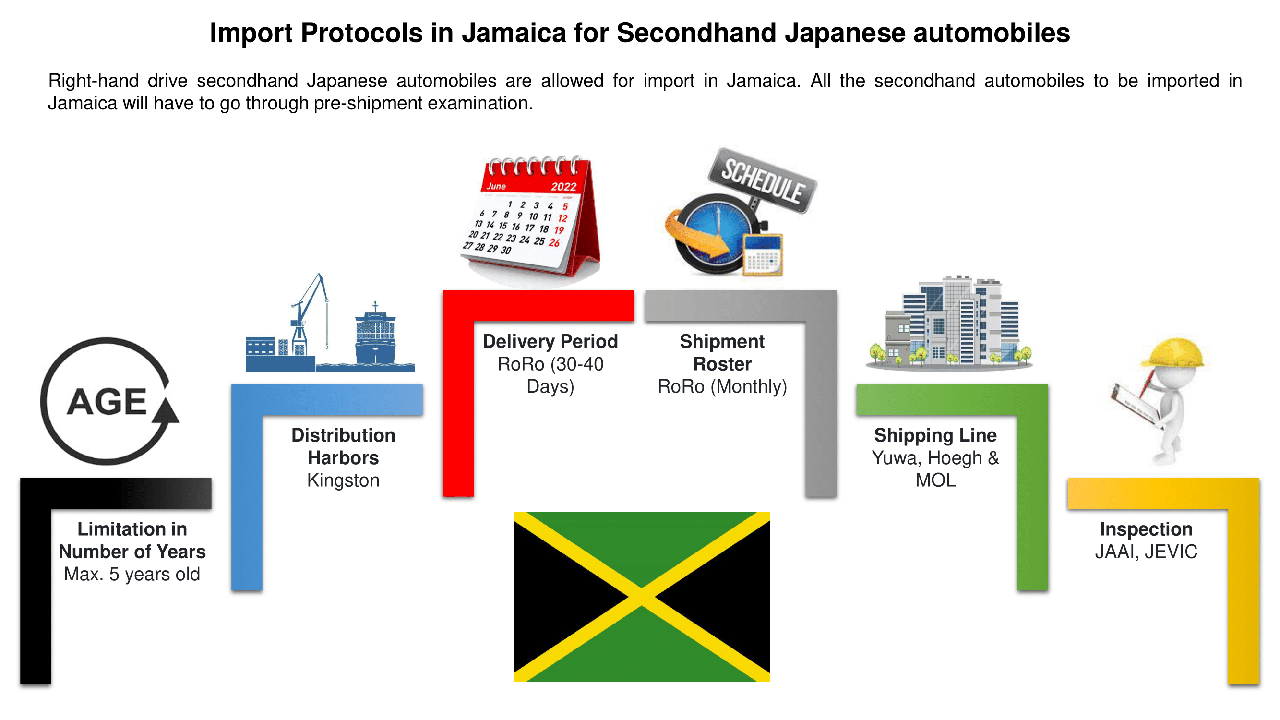 Import Protocols in Jamaica for Secondhand Japanese automobiles
Right-hand drive secondhand Japanese automobiles are allowed for import in Jamaica. All the secondhand automobiles to be imported in
Jamaica will have to go through pre-shipment examination.
AGE
Limitation in
Number of Years
Max. 5 years old
Distribution
Harbors
Kingston
June 2022
1 2 3 4 5
6 7 8 9 10 11 12
13 14 15 16 17 18 19
20 21 22 23 24 25 26
27 28 29 30
Delivery Period
RoRo (30-40
Days)
SCHEDULE
Shipment
Roster
RoRo (Monthly)
Shipping Line
Yuwa, Hoegh &
MOL
Inspection
JAAI, JEVIC